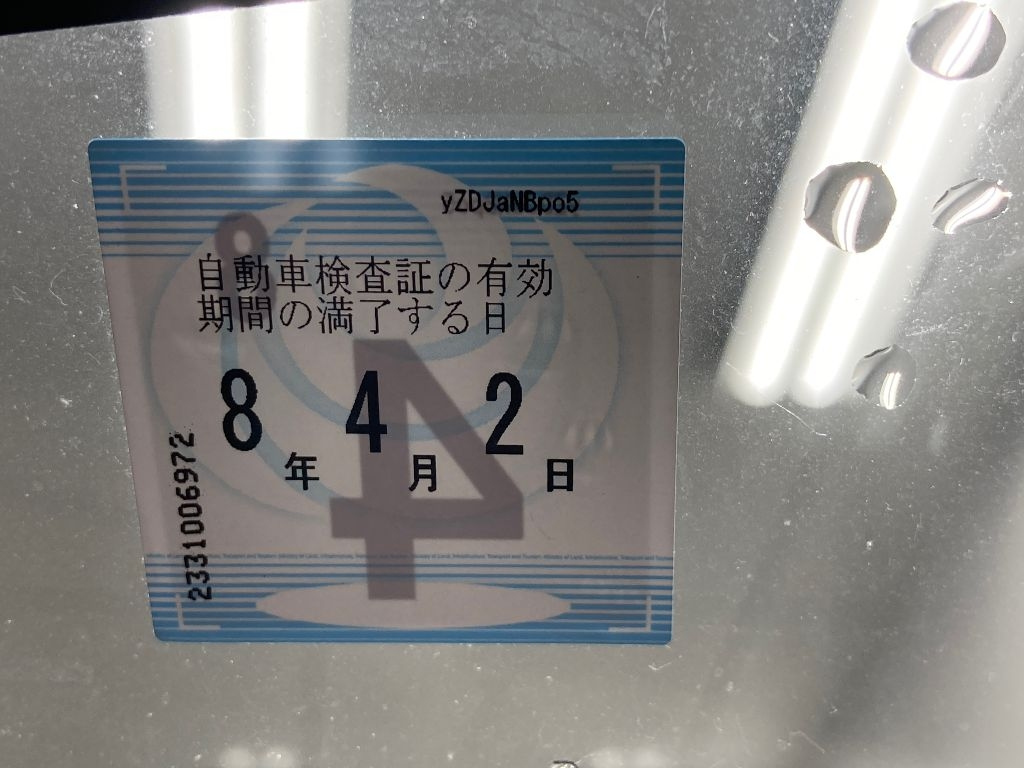 yZDJaNBpo5
自動車検査証の有効
期間の満了する日
8年 4月 2日
2331006972